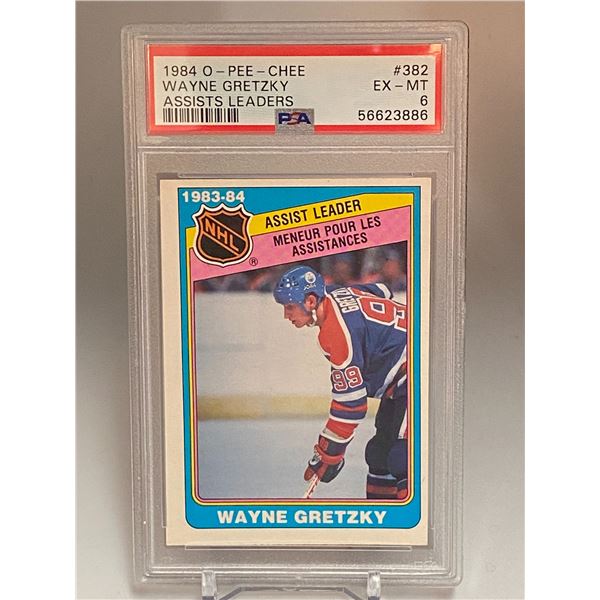 1984 O-PEE-CHEE #382
WAYNE GRETZKY EX-MT
ASSISTS LEADERS 6
PSA 56623886
1983-84
NHL
®
ASSIST LEADER
MENEUR POUR LES
ASSISTANCES
99
99
WAYNE GRETZKY